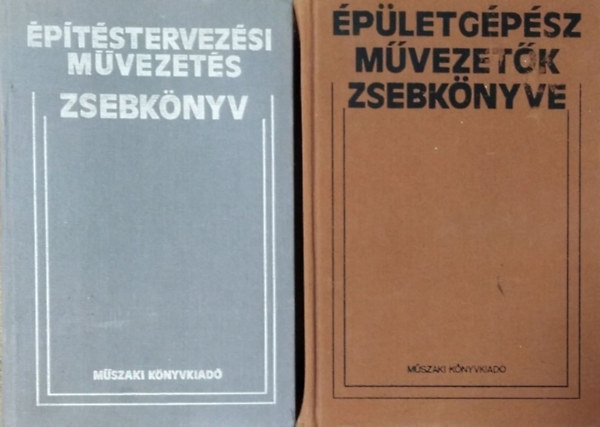 ÉPÍTÉSTERVEZÉSI
MŰVEZETÉS
ZSEBKÖNYV
MŰSZAKI KÖNYVKIADÓ
ÉPÜLETGÉPÉSZ
MŰVEZETŐK
ZSEBKÖNYVE
MŰSZAKI KÖNYVKIADÓ